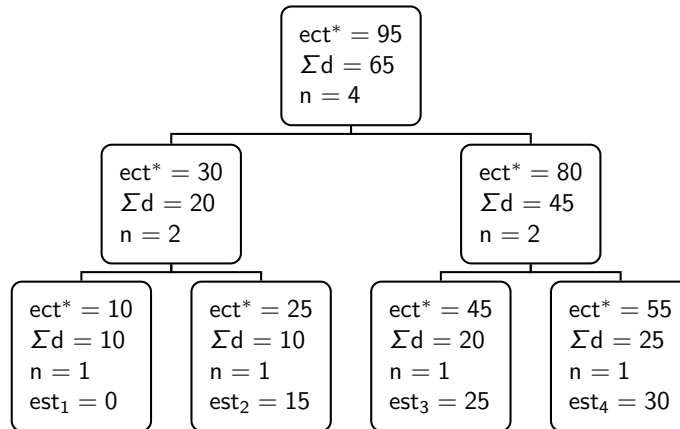 ect* = 95
Σd = 65
n = 4
ect* = 30
Σd = 20
n = 2
ect* = 80
Σd = 45
n = 2
ect* = 10
Σd = 10
n = 1
est₁ = 0
ect* = 25
Σd = 10
n = 1
est₂ = 15
ect* = 45
Σd = 20
n = 1
est₃ = 25
ect* = 55
Σd = 25
n = 1
est₄ = 30